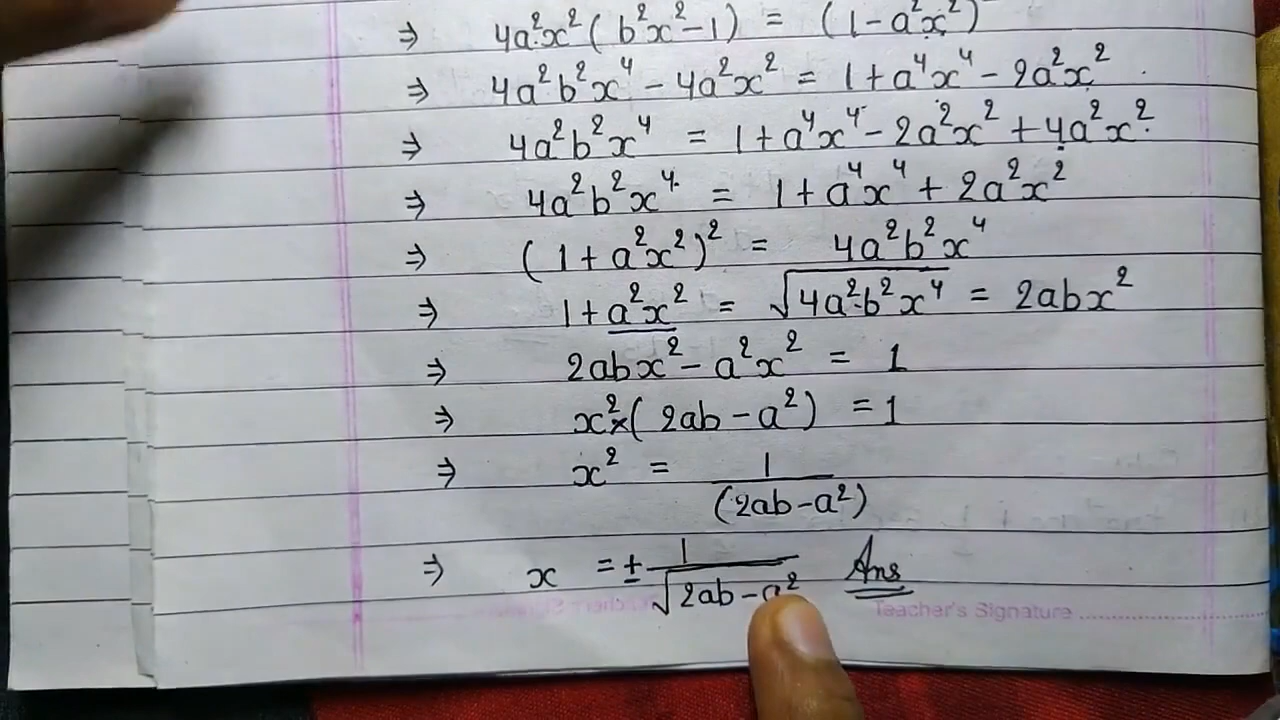 ⇒ 4a²x²(b²x²-1) = (1-a²x²)
⇒ 4a²b²x⁴ - 4a²x² = 1+a⁴x⁴ - 2a²x²
⇒ 4a²b²x⁴ = 1+a⁴x⁴ - 2a²x² + 4a²x²
⇒ 4a²b²x⁴ = 1+a⁴x⁴ + 2a²x²
⇒ (1+a²x²)² = 4a²b²x⁴
⇒ 1+a²x² = √4a²·b²x⁴ = 2abx²
⇒ 2abx² - a²x² = 1
⇒ x²×(2ab-a²) = 1
⇒ x² = 1/(2ab-a²)
⇒ x = ± 1/√2ab-a² Ans
Teacher's Signature